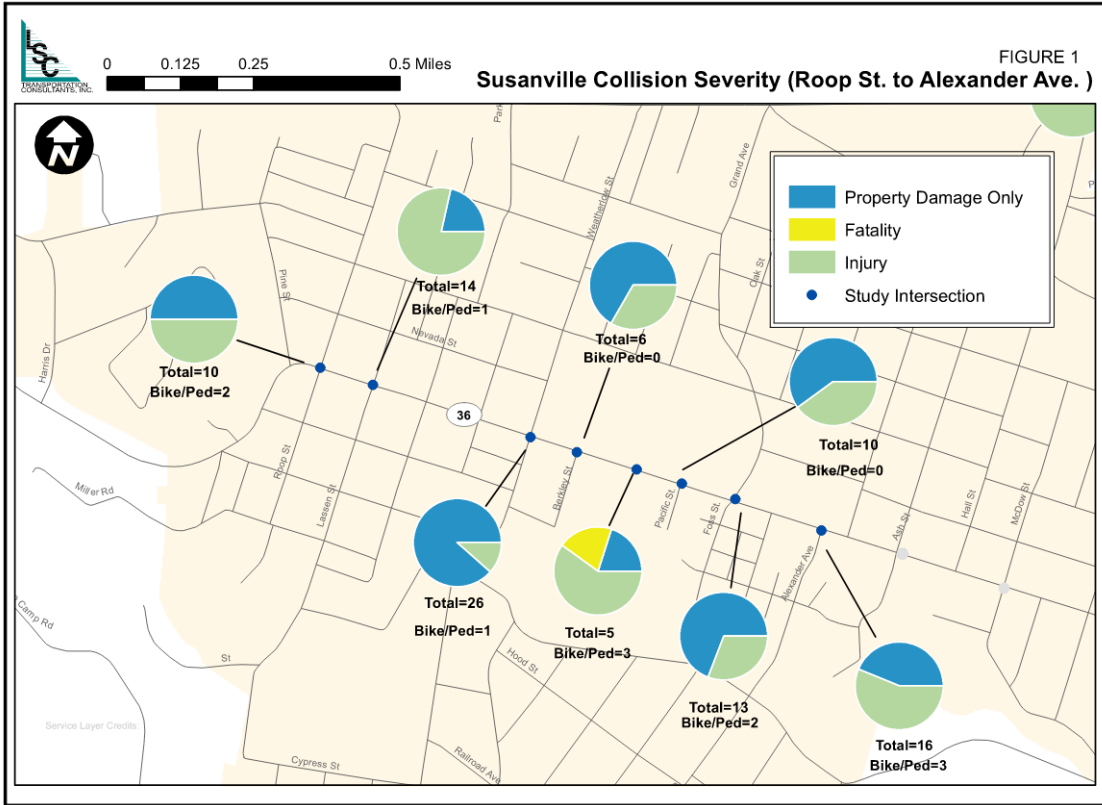 LSC
TRANSPORTATION
CONSULTANTS, INC.
0 0.125 0.25 0.5 Miles
FIGURE 1
Susanville Collision Severity (Roop St. to Alexander Ave. )
N
Property Damage Only
Fatality
Injury
Study Intersection
Park
Grand Ave
Weatherlow St
Oak St
Pine St
Nevada St
Harris Dr
Total=14
Bike/Ped=1
Total=6
Bike/Ped=0
Total=10
Bike/Ped=2
36
Total=10
Bike/Ped=0
Roop St
Lassen St
Miller Rd
Berkley St
Pacific St.
Foss St.
Ash St
Hall St
McDow St
Alexander Ave
Total=26
Bike/Ped=1
Total=5
Bike/Ped=3
Camp Rd
St
Hood St
Total=13
Bike/Ped=2
Service Layer Credits:
Total=16
Bike/Ped=3
Cypress St
Railroad Ave